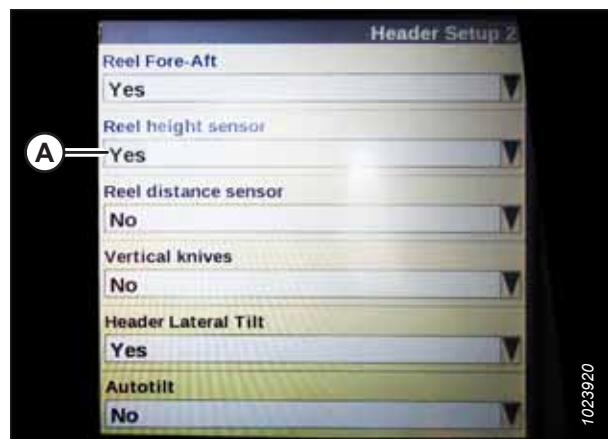 Header Setup 2
Reel Fore-Aft
Yes
Reel height sensor
A
Yes
Reel distance sensor
No
Vertical knives
No
Header Lateral Tilt
Yes
Autotilt
No
1023920